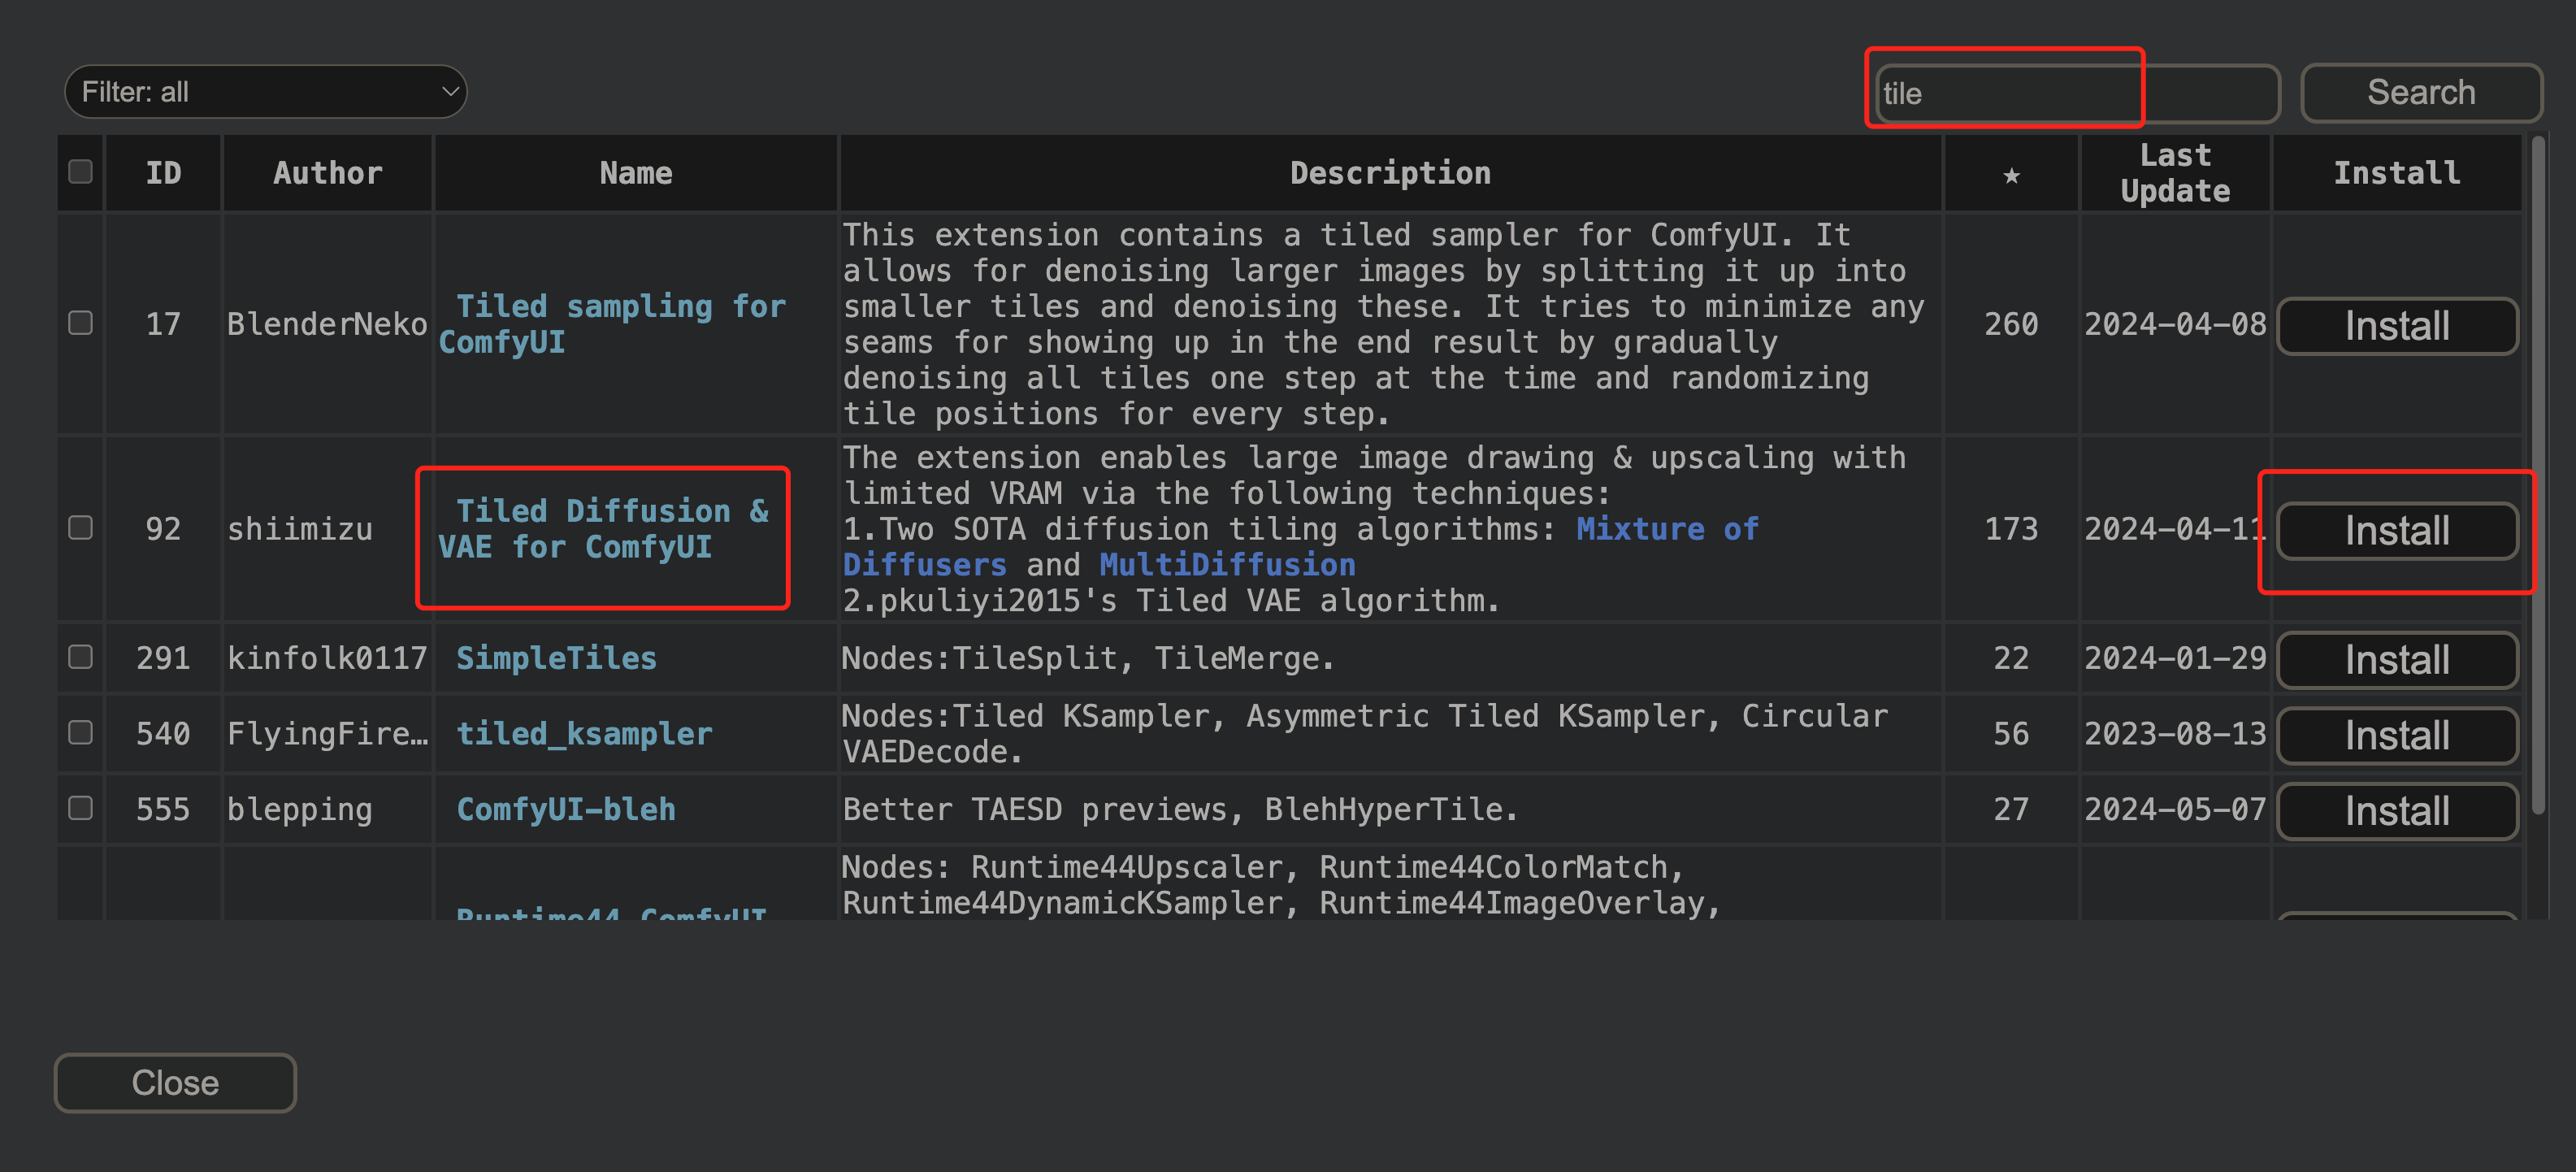 Filter: all
tile
Search
ID
Author
Name
Description
★
Last
Update
Install
17
BlenderNeko
Tiled sampling for
ComfyUI
This extension contains a tiled sampler for ComfyUI. It
allows for denoising larger images by splitting it up into
smaller tiles and denoising these. It tries to minimize any
seams for showing up in the end result by gradually
denoising all tiles one step at the time and randomizing
tile positions for every step.
260
2024-04-08
Install
92
shiimizu
Tiled Diffusion &
VAE for ComfyUI
The extension enables large image drawing & upscaling with
limited VRAM via the following techniques:
1.Two SOTA diffusion tiling algorithms: Mixture of
Diffusers and MultiDiffusion
2.pkuliyi2015's Tiled VAE algorithm.
173
2024-04-11
Install
291
kinfolk0117
SimpleTiles
Nodes:TileSplit, TileMerge.
22
2024-01-29
Install
540
FlyingFire…
tiled_ksampler
Nodes:Tiled KSampler, Asymmetric Tiled KSampler, Circular
VAEDecode.
56
2023-08-13
Install
555
blepping
ComfyUI-bleh
Better TAESD previews, BlehHyperTile.
27
2024-05-07
Install
Runtime44 ComfyUI
Nodes: Runtime44Upscaler, Runtime44ColorMatch,
Runtime44DynamicKSampler, Runtime44ImageOverlay,
Close